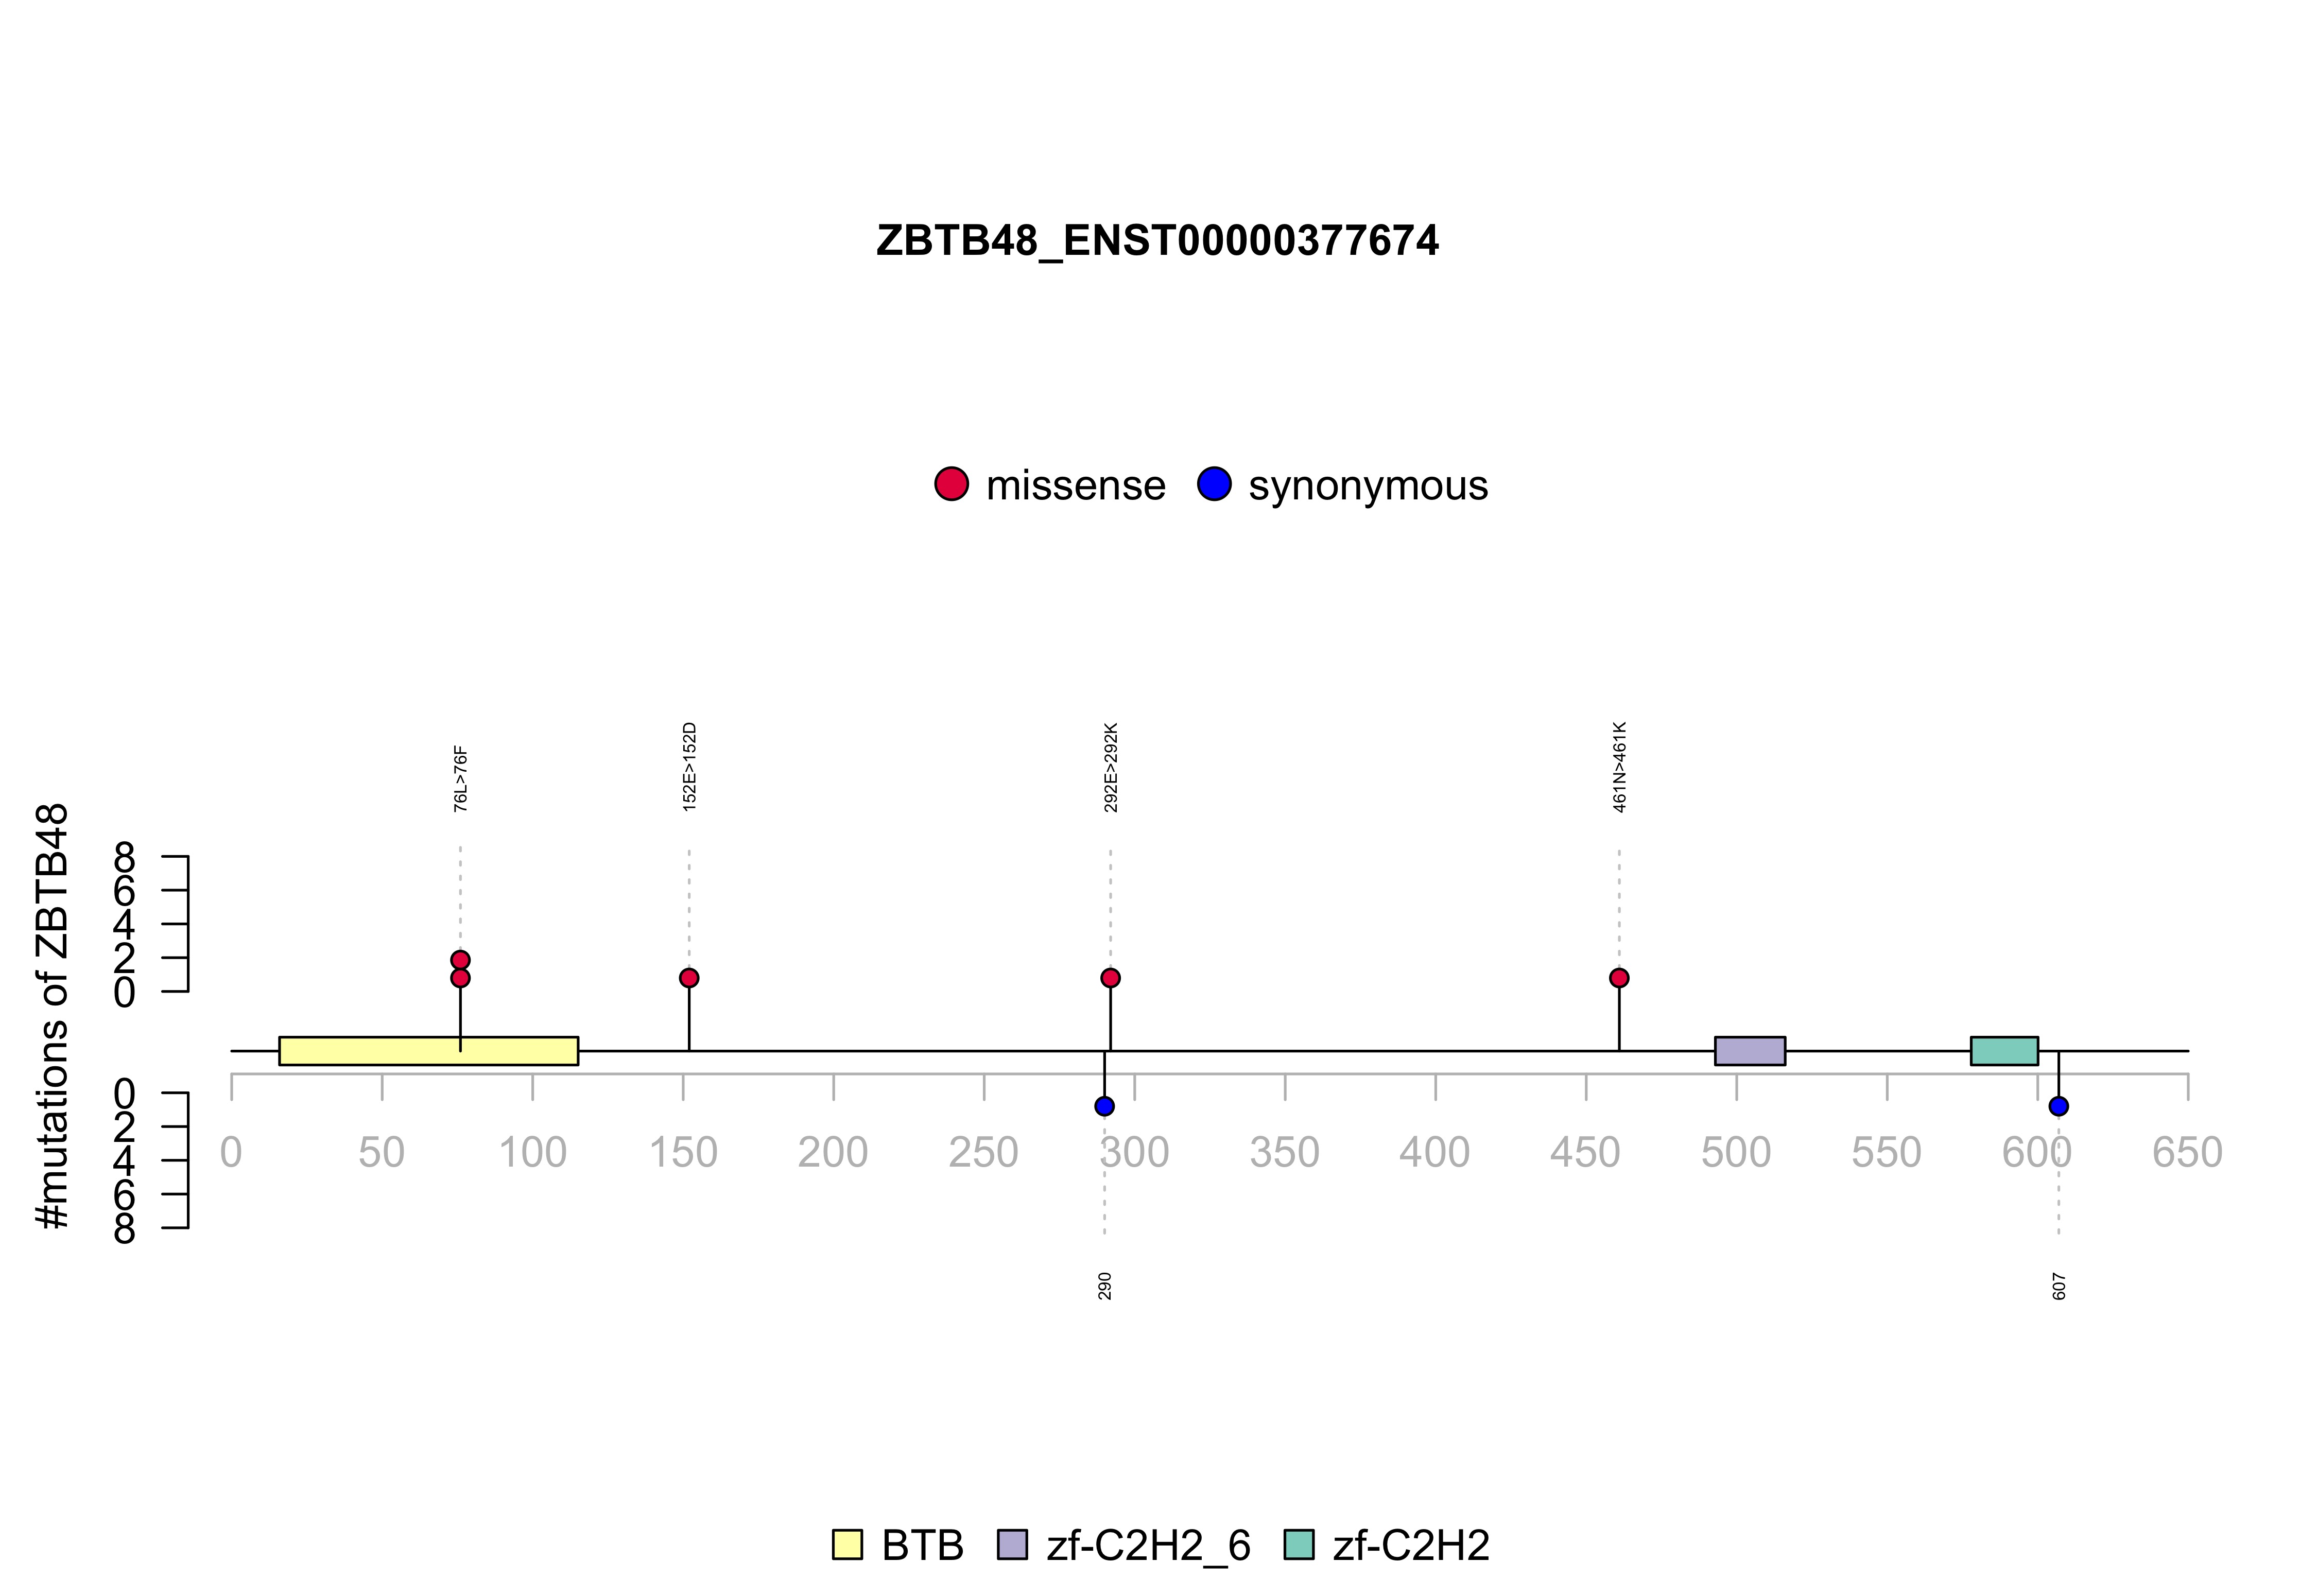 ZBTB48_ENST00000377674
missense synonymous
76L>76F 152E>152D 292E>292K 461N>461K
#mutations of ZBTB48
8
6
4
2
0
0
2
4
6
8
0 50 100 150 200 250 300 350 400 450 500 550 600 650
290 607
BTB zf-C2H2_6 zf-C2H2